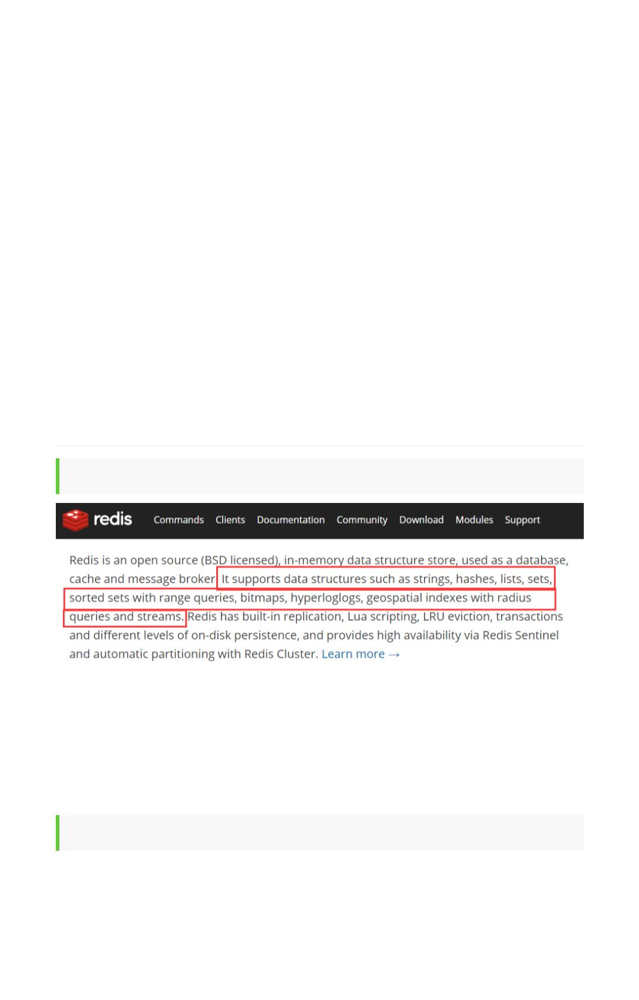 redis Commands Clients Documentation Community Download Modules Support
Redis is an open source (BSD licensed), in-memory data structure store, used as a database,
cache and message broker. It supports data structures such as strings, hashes, lists, sets,
sorted sets with range queries, bitmaps, hyperloglogs, geospatial indexes with radius
queries and streams. Redis has built-in replication, Lua scripting, LRU eviction, transactions
and different levels of on-disk persistence, and provides high availability via Redis Sentinel
and automatic partitioning with Redis Cluster. Learn more →